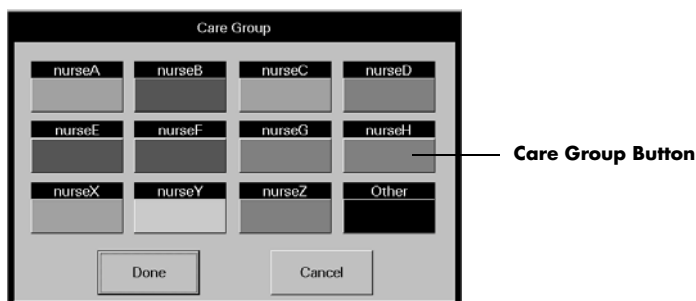 Care Group
nurseA nurseB nurseC nurseD
nurseE nurseF nurseG nurseH
Care Group Button
nurseX nurseY nurseZ Other
Done Cancel